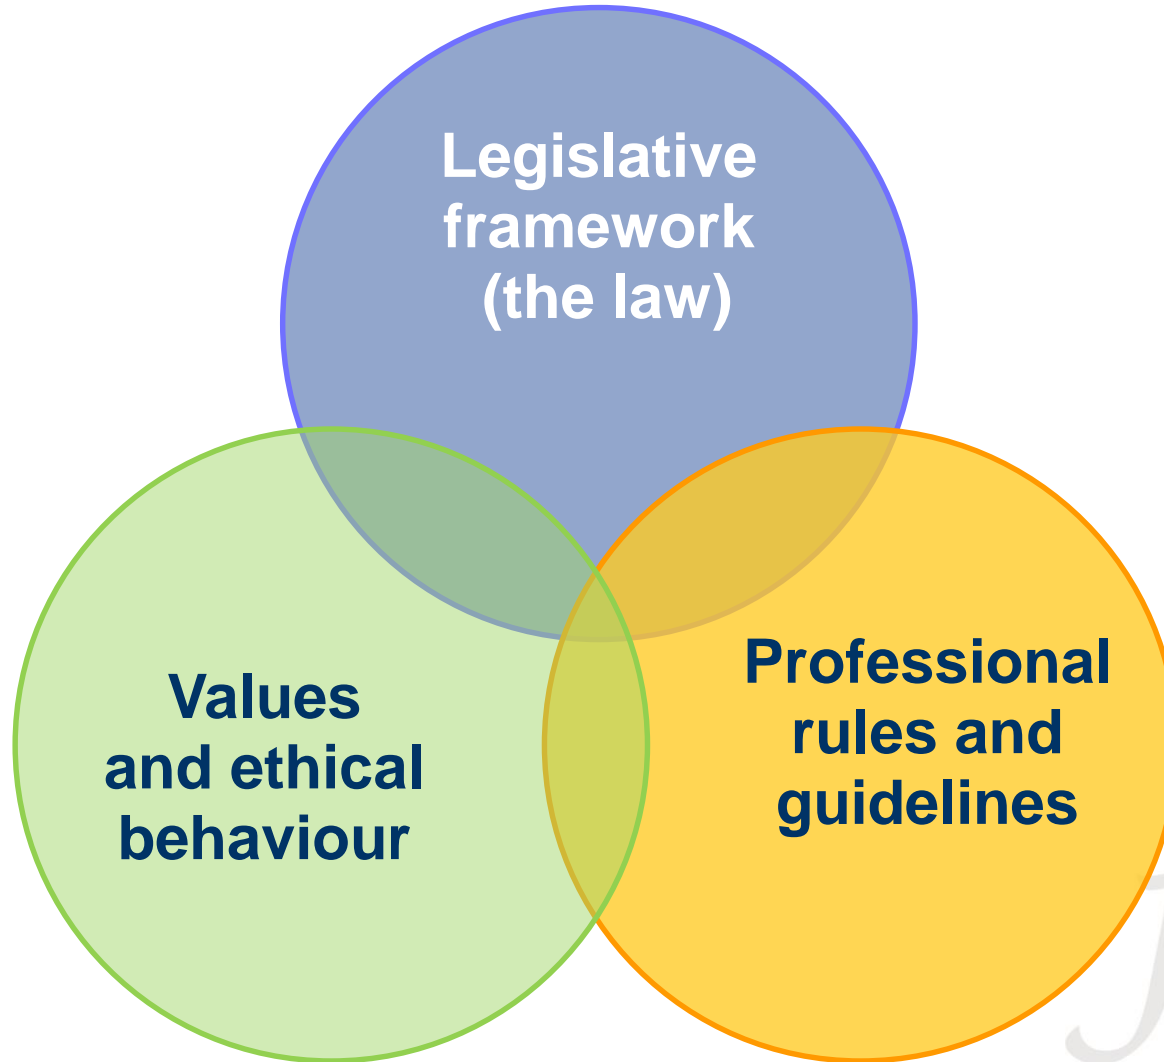 Legislative
framework
(the law)
Values
and ethical
behaviour
Professional
rules and
guidelines